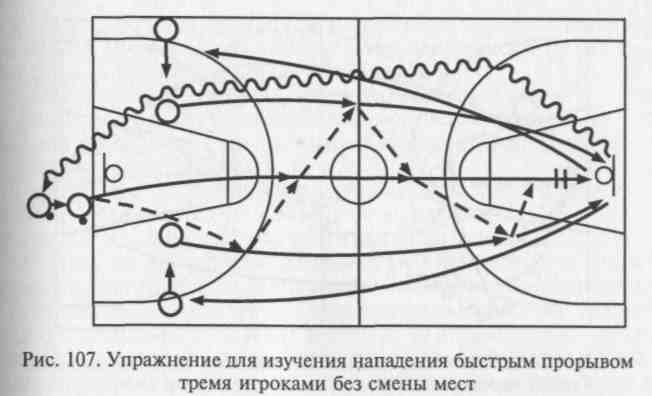 Рис. 107. Упражнение для изучения нападения быстрым прорывом
тремя игроками без смены мест